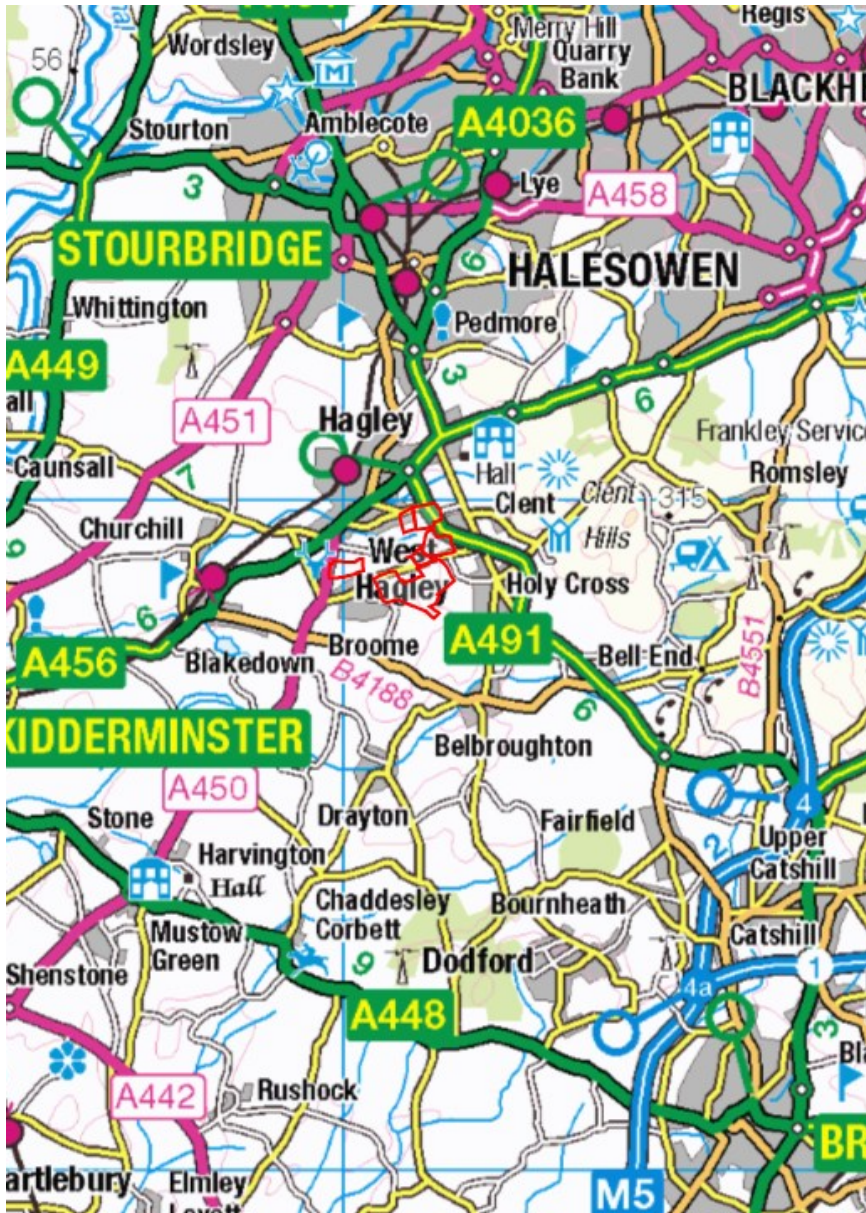 Regis
Merry Hill
Wordsley
Quarry
Bank
56
Stourton
Amblecote
A4036
3
Lye
A458
STOURBRIDGE
9
HALESOWEN
Whittington
Pedmore
A449
3
6
A451
Hagley
Frankley
Caunsall
7
Hall
Clent
Clent
315
Romsley
Churchill
Hills
West
Hagley
Holy Cross
6
Broome
A491
A456
Blakedown
B4188
Bell End
B4551
6
KIDDERMINSTER
Belbroughton
A450
4
Stone
Drayton
Fairfield
2
Upper
Catshill
Harvington
Hall
Chaddesley
Corbett
Bournheath
Mustow
Green
Catshill
Shenstone
9
Dodford
1
4a
A448
3
A442
Rushock
BR
M5
Elmley